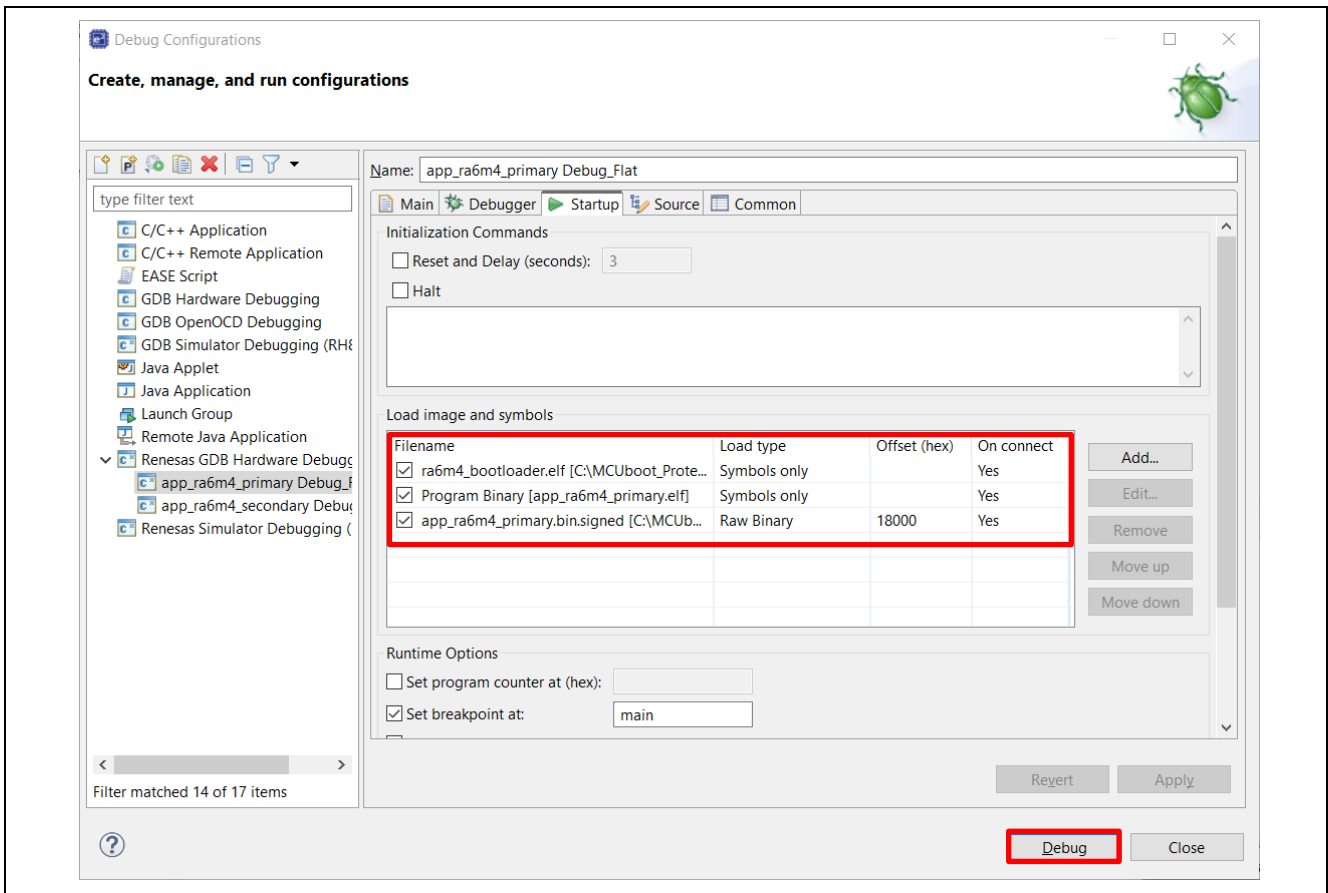 Debug Configurations
Create, manage, and run configurations
type filter text
C/C++ Application
C/C++ Remote Application
EASE Script
GDB Hardware Debugging
GDB OpenOCD Debugging
GDB Simulator Debugging (RH8
Java Applet
Java Application
Launch Group
Remote Java Application
Renesas GDB Hardware Debugg
app_ra6m4_primary Debug_F
app_ra6m4_secondary Debug
Renesas Simulator Debugging (
Filter matched 14 of 17 items
Name: app_ra6m4_primary Debug_Flat
Main Debugger Startup Source Common
Initialization Commands
Reset and Delay (seconds): 3
Halt
Load image and symbols
Filename Load type Offset (hex) On connect
ra6m4_bootloader.elf [C:\MCUboot_Prote... Symbols only Yes
Program Binary [app_ra6m4_primary.elf] Symbols only Yes
app_ra6m4_primary.bin.signed [C:\MCUb... Raw Binary 18000 Yes
Add...
Edit...
Remove
Move up
Move down
Runtime Options
Set program counter at (hex):
Set breakpoint at: main
Revert Apply
Debug Close